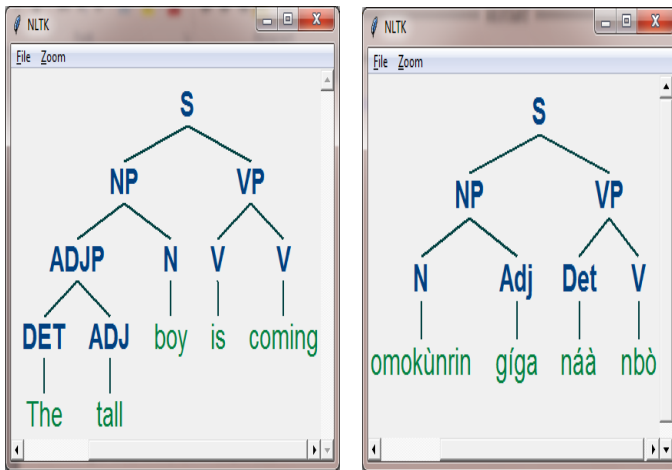 NLTK
File Zoom
S
NP VP
ADJP N V V
DET ADJ boy is coming
The tall
NLTK
File Zoom
S
NP VP
N Adj Det V
omokùnrin gíga náà nbò